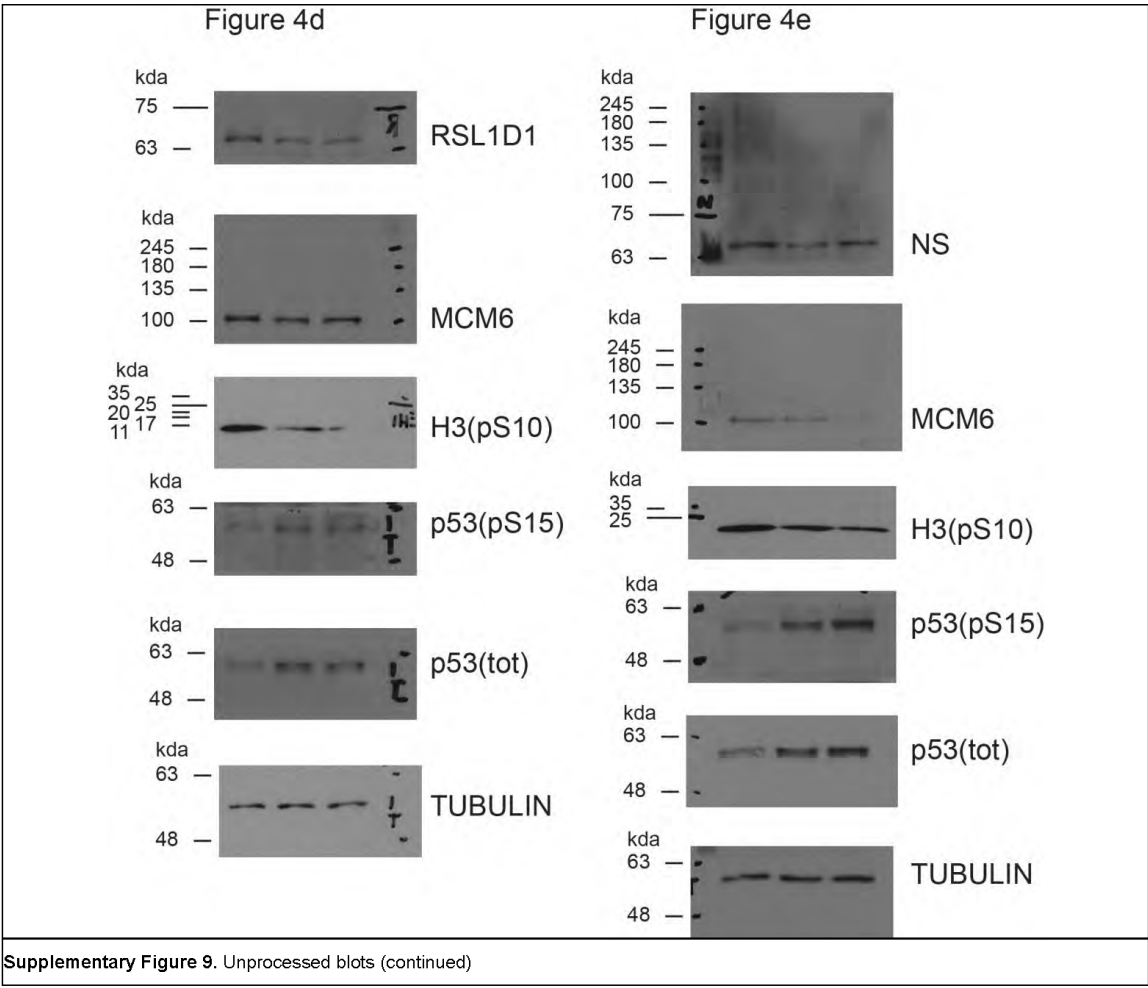 Figure 4d
kda
75
63
RSL1D1
kda
245
180
135
100
MCM6
kda
35
25
20
17
11
H3(pS10)
kda
63
48
p53(pS15)
kda
63
48
p53(tot)
kda
63
48
TUBULIN
Figure 4e
kda
245
180
135
100
75
63
N
NS
kda
245
180
135
100
MCM6
kda
35
25
H3(pS10)
kda
63
48
p53(pS15)
kda
63
48
p53(tot)
kda
63
48
TUBULIN
Supplementary Figure 9. Unprocessed blots (continued)